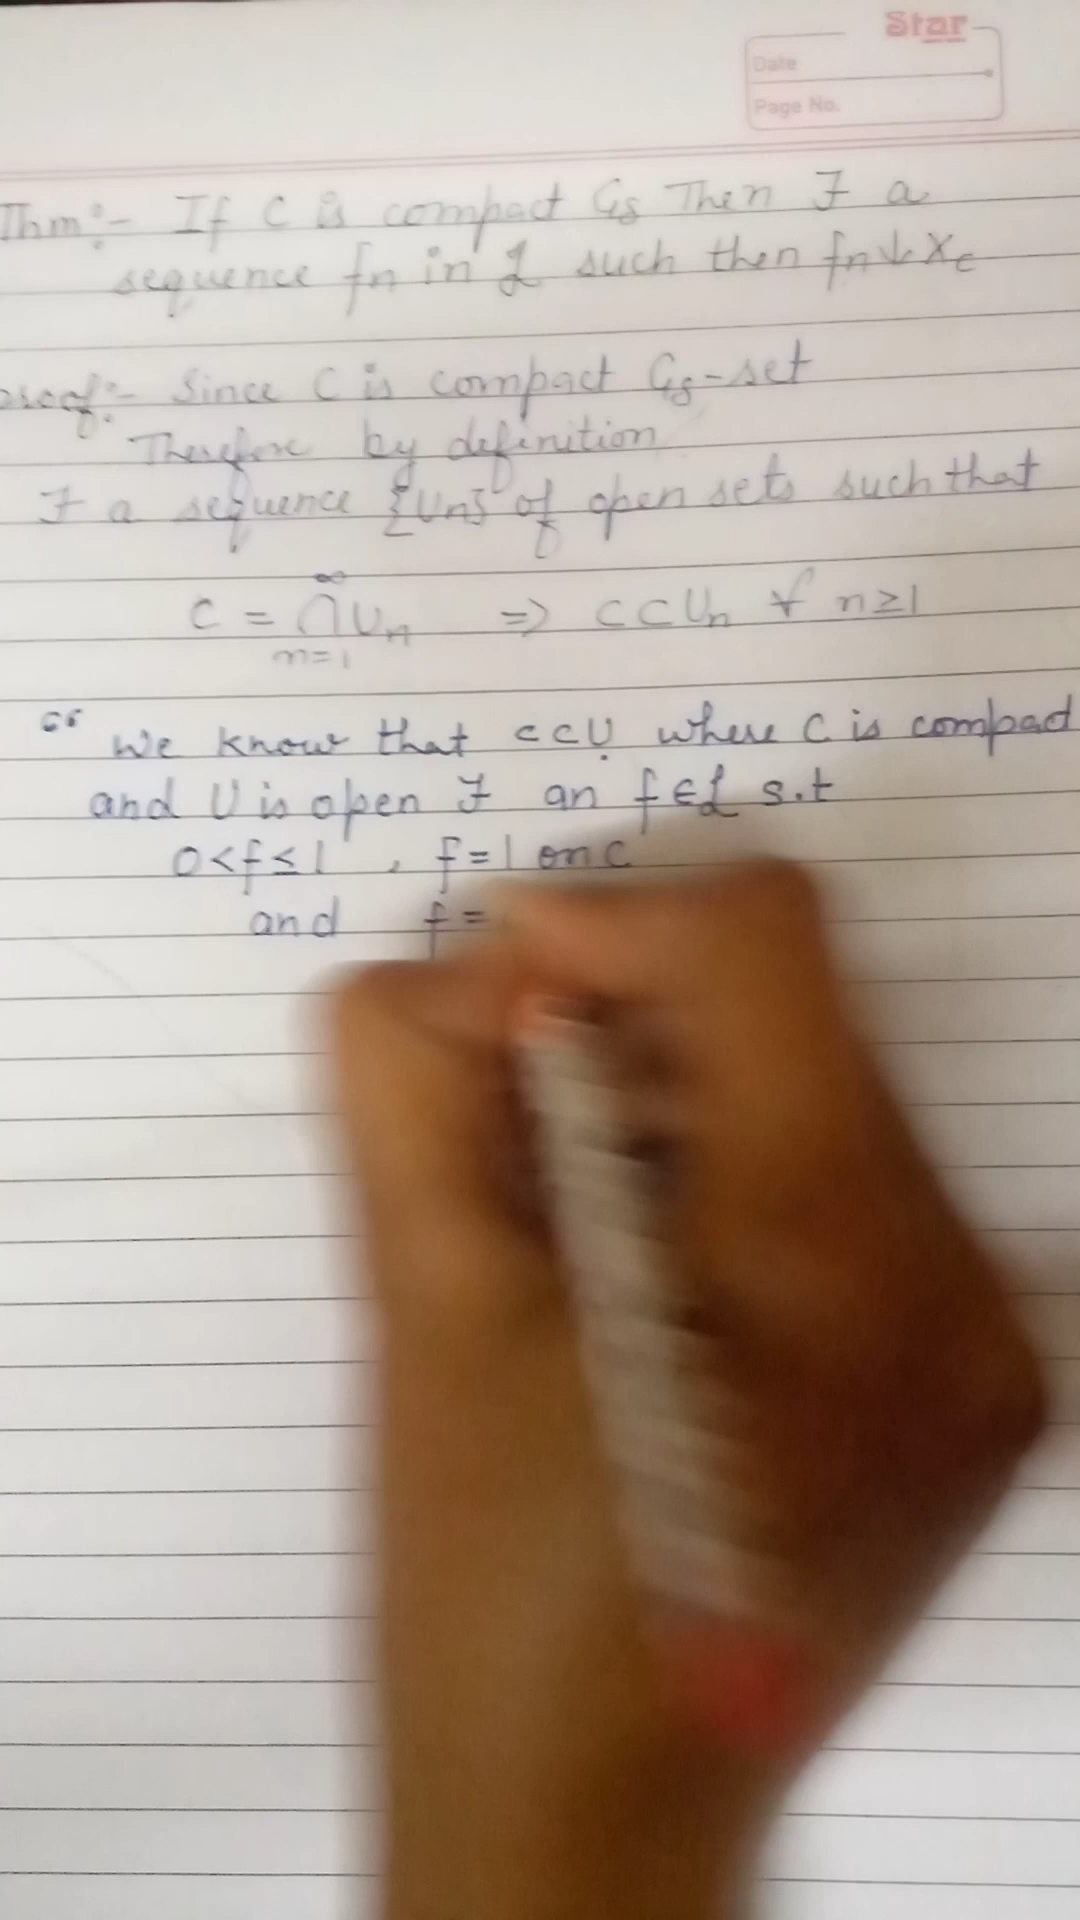 Star
Date
Page No.
Thm:- If C is compact Gδ Then ∃ a
sequence fn in L such then fn ↓ χc
proof:- Since C is compact Gδ-set
Therefore by definition
∃ a sequence {Un} of open sets such that
C = ∞⋂n=1 Un ⇒ C⊂Un ∀ n≥1
“ We know that C⊂U where C is compact
and U is open ∃ an f∈L s.t
0<f≤1 , f=1 on C
and f=